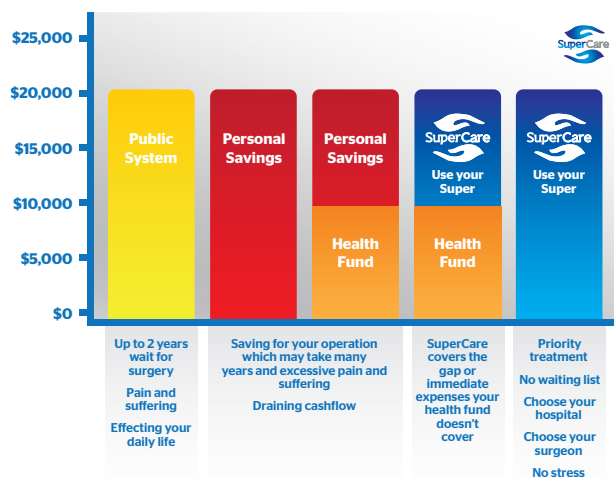 $25,000
$20,000
$15,000
$10,000
$5,000
$0
SuperCare
Public
System
Personal
Savings
Personal
Savings
Health
Fund
SuperCare
Use your
Super
Health
Fund
SuperCare
Use your
Super
Up to 2 years
wait for
surgery
Pain and
suffering
Effecting your
daily life
Saving for your operation
which may take many
years and excessive pain and
suffering
Draining cashflow
SuperCare
covers the
gap or
immediate
expenses your
health fund
doesn't
cover
Priority
treatment
No waiting list
Choose your
hospital
Choose your
surgeon
No stress